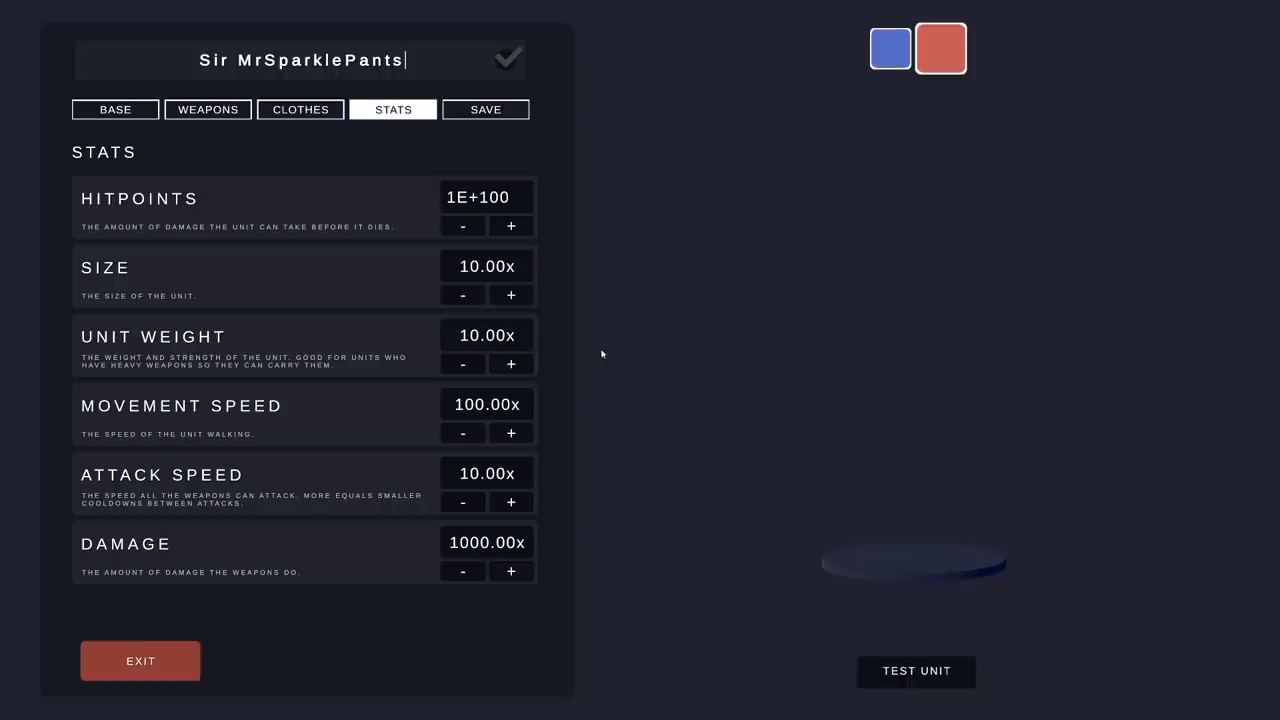 Sir MrSparklePants
BASE WEAPONS CLOTHES STATS SAVE
STATS
HITPOINTS 1E+100
THE AMOUNT OF DAMAGE THE UNIT CAN TAKE BEFORE IT DIES. - +
SIZE 10.00x
THE SIZE OF THE UNIT. - +
UNIT WEIGHT 10.00x
THE WEIGHT AND STRENGTH OF THE UNIT. GOOD FOR UNITS WHO
HAVE HEAVY WEAPONS SO THEY CAN CARRY THEM. - +
MOVEMENT SPEED 100.00x
THE SPEED OF THE UNIT WALKING. - +
ATTACK SPEED 10.00x
THE SPEED ALL THE WEAPONS CAN ATTACK. MORE EQUALS SMALLER
COOLDOWNS BETWEEN ATTACKS. - +
DAMAGE 1000.00x
THE AMOUNT OF DAMAGE THE WEAPONS DO. - +
EXIT
TEST UNIT